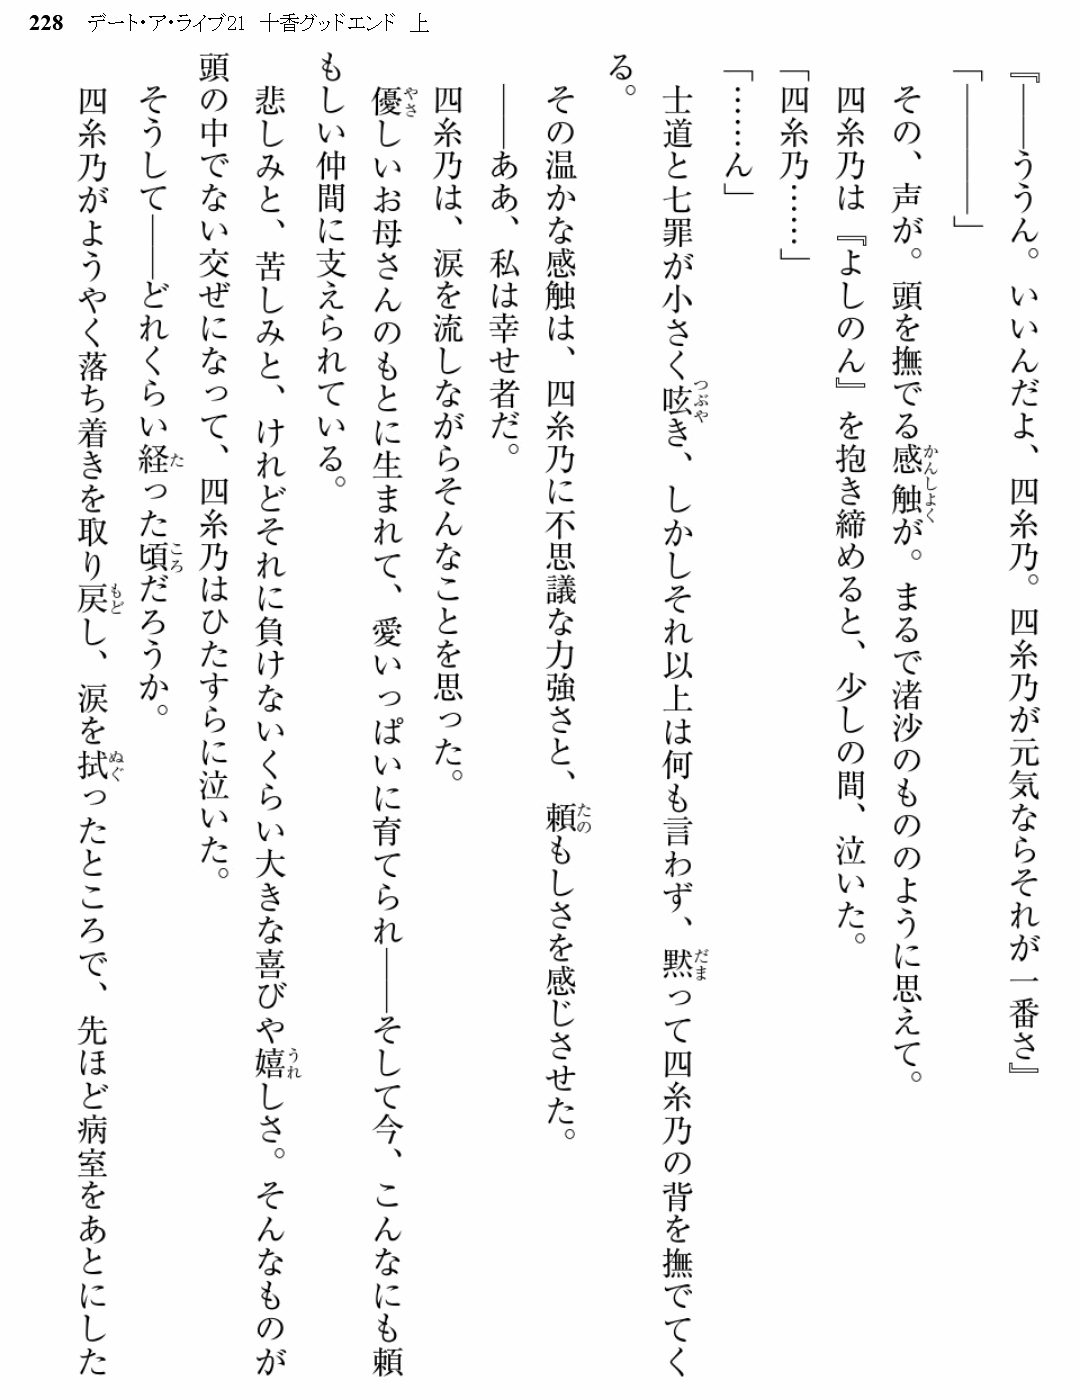 228 デート・ア・ライブ21 十香グッドエンド 上
『――ううん。いいんだよ、四糸乃。四糸乃が元気ならそれが一番さ』
「――――」
その、声が。頭を撫でる感触が。まるで渚沙のもののように思えて。
四糸乃は『よしのん』を抱き締めると、少しの間、泣いた。
「四糸乃……」
「……ん」
士道と七罪が小さく呟き、しかしそれ以上は何も言わず、黙って四糸乃の背を撫でてく
る。
その温かな感触は、四糸乃に不思議な力強さと、頼もしさを感じさせた。
――ああ、私は幸せ者だ。
四糸乃は、涙を流しながらそんなことを思った。
優しいお母さんのもとに生まれて、愛いっぱいに育てられ――そして今、こんなにも頼
もしい仲間に支えられている。
悲しみと、苦しみと、けれどそれに負けないくらい大きな喜びや嬉しさ。そんなものが
頭の中でない交ぜになって、四糸乃はひたすらに泣いた。
そうして――どれくらい経った頃だろうか。
四糸乃がようやく落ち着きを取り戻し、涙を拭ったところで、先ほど病室をあとにした